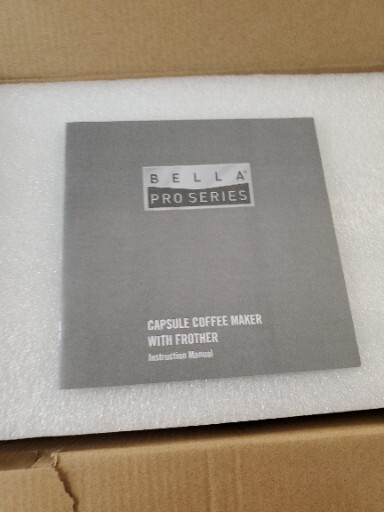 BELLA®
PRO SERIES
CAPSULE COFFEE MAKER
WITH FROTHER
Instruction Manual